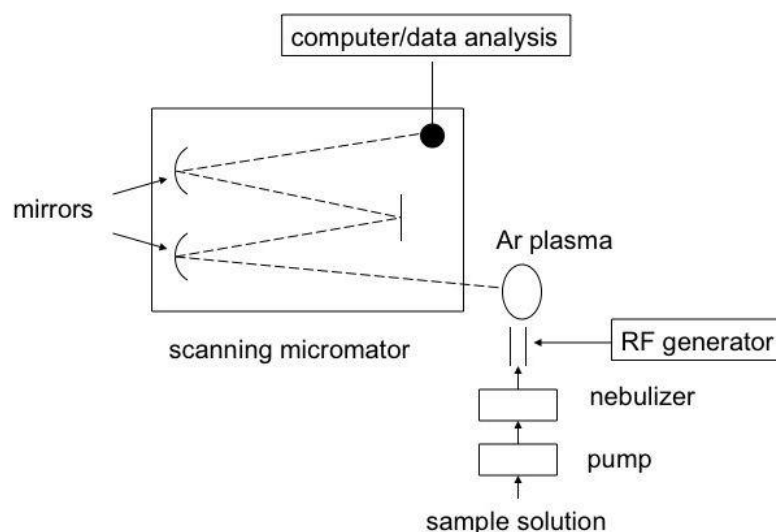 computer/data analysis
mirrors
Ar plasma
scanning micromator
RF generator
nebulizer
pump
sample solution